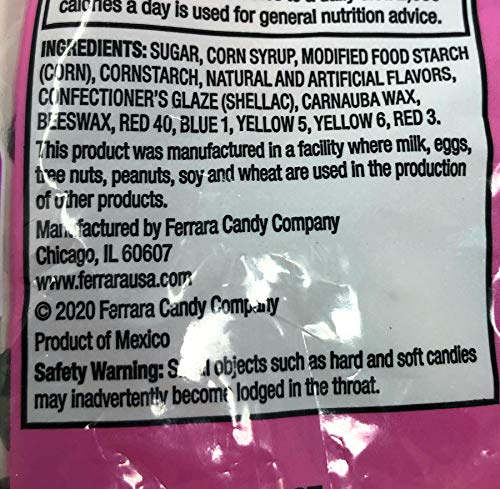 calories a day is used for general nutrition advice.
INGREDIENTS: SUGAR, CORN SYRUP, MODIFIED FOOD STARCH
(CORN), CORNSTARCH, NATURAL AND ARTIFICIAL FLAVORS,
CONFECTIONER'S GLAZE (SHELLAC), CARNAUBA WAX,
BEESWAX, RED 40, BLUE 1, YELLOW 5, YELLOW 6, RED 3.
This product was manufactured in a facility where milk, eggs,
tree nuts, peanuts, soy and wheat are used in the production
of other products.
Manufactured by Ferrara Candy Company
Chicago, IL 60607
www.ferrarausa.com
© 2020 Ferrara Candy Company
Product of Mexico
Safety Warning: Small objects such as hard and soft candies
may inadvertently become lodged in the throat.